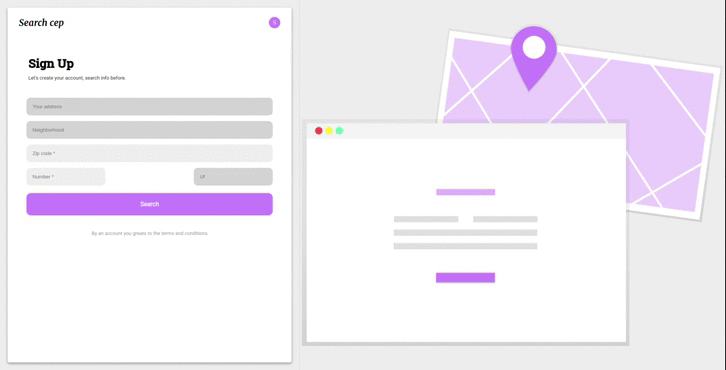 Search cep
S
Sign Up
Let's create your account, search info before.
Your address
Neighborhood
Zip code *
Number *
UF
Search
By an account you greaes to the terms and conditions.